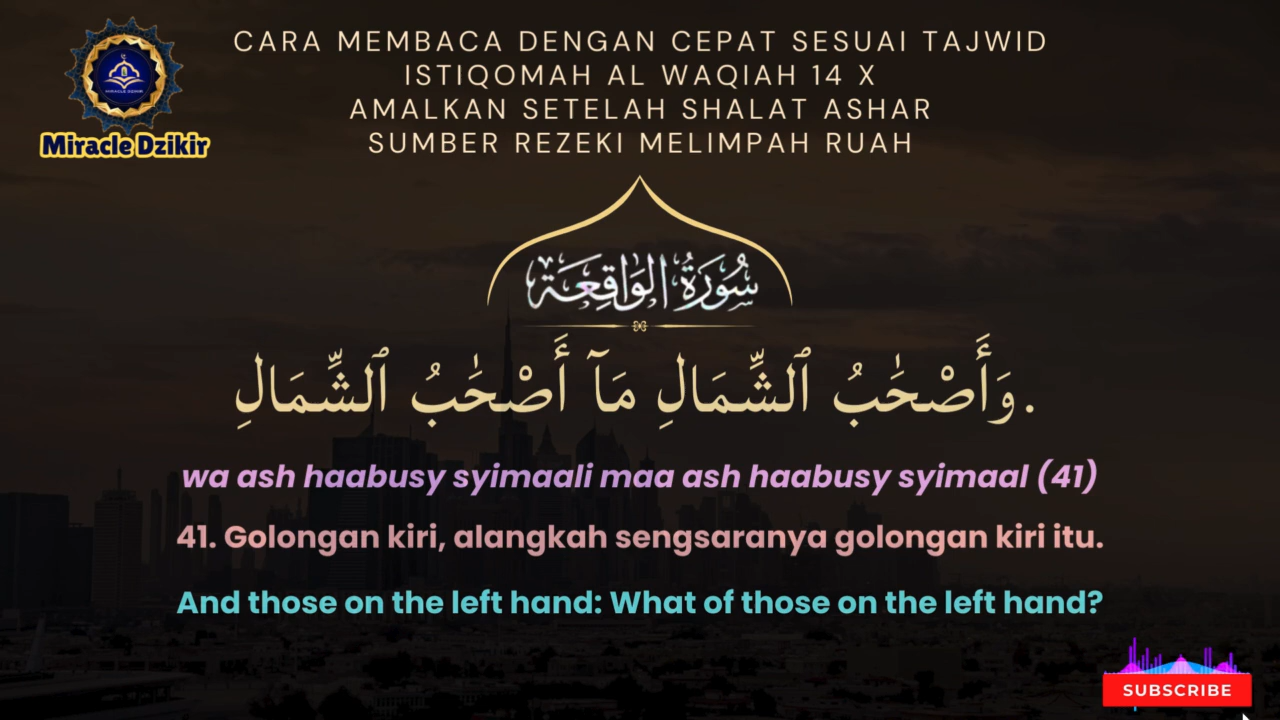 CARA MEMBACA DENGAN CEPAT SESUAI TAJWID
ISTIQOMAH AL WAQIAH 14 X
AMALKAN SETELAH SHALAT ASHAR
SUMBER REZEKI MELIMPAH RUAH
MIRACLE DZIKIR
Miracle Dzikir
سُورَةُ الوَاقِعَة
وَأَصْحَٰبُ ٱلشِّمَالِ مَآ أَصْحَٰبُ ٱلشِّمَالِ.
wa ash haabusy syimaali maa ash haabusy syimaal (41)
41. Golongan kiri, alangkah sengsaranya golongan kiri itu.
And those on the left hand: What of those on the left hand?
SUBSCRIBE